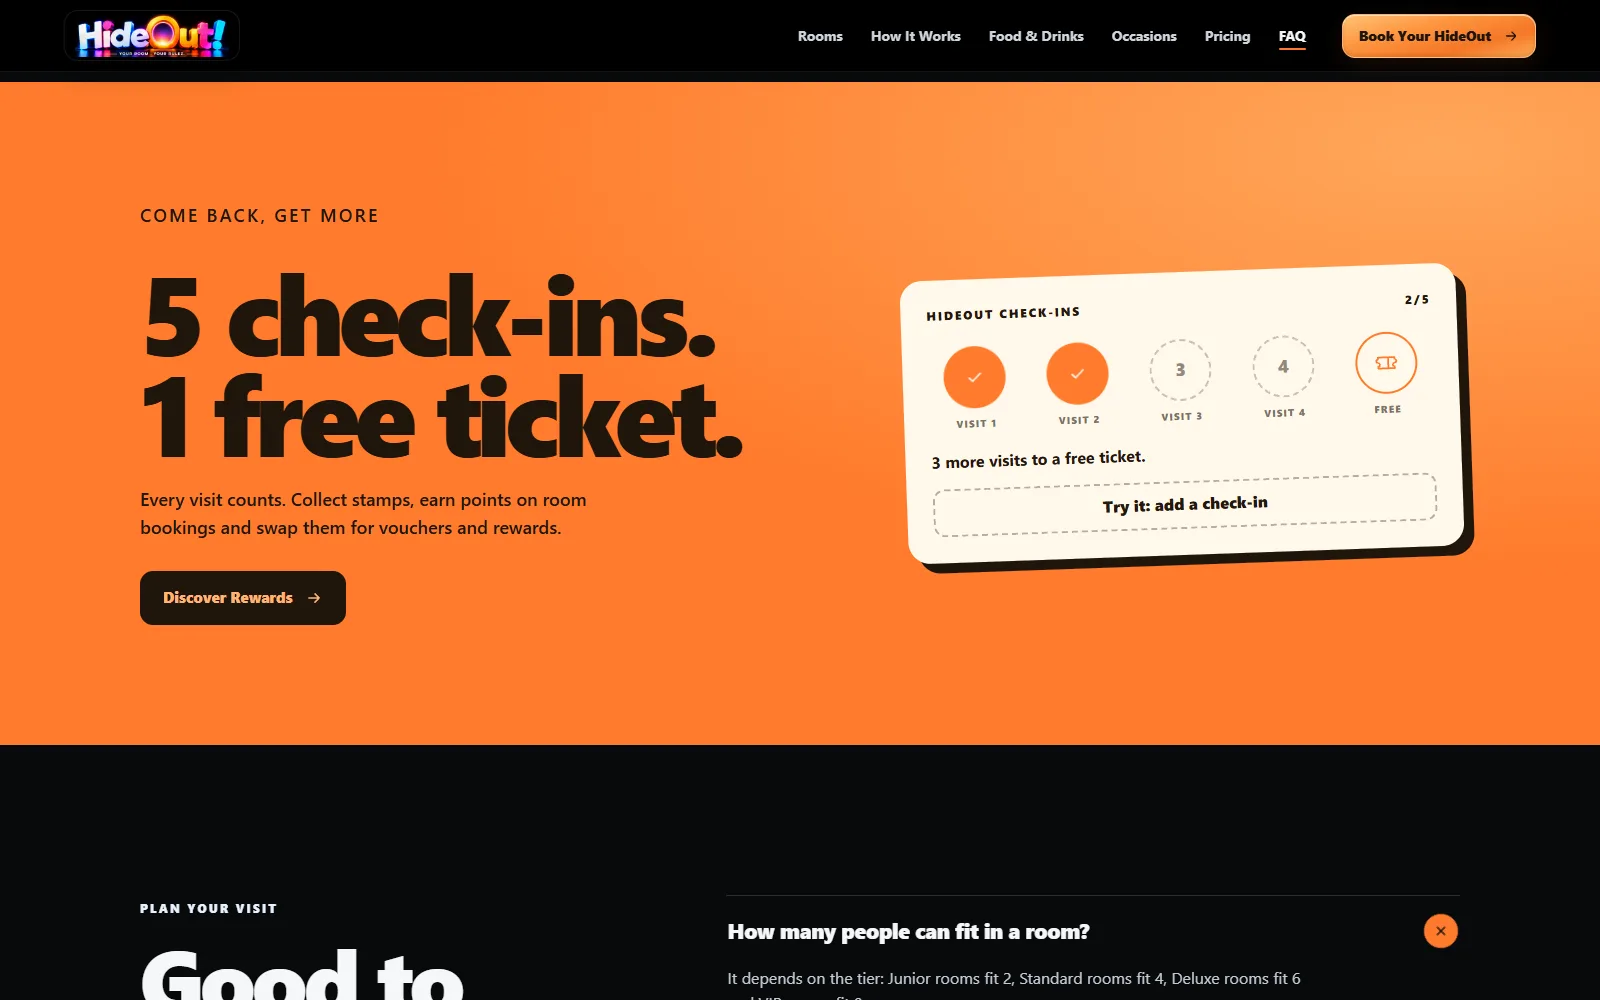 HideOut!
YOUR ROOM. YOUR RULEZ.
Rooms
How It Works
Food & Drinks
Occasions
Pricing
FAQ
Book Your HideOut
COME BACK, GET MORE
5 check-ins.
1 free ticket.
Every visit counts. Collect stamps, earn points on room
bookings and swap them for vouchers and rewards.
Discover Rewards
HIDEOUT CHECK-INS
2/5
3
4
VISIT 1
VISIT 2
VISIT 3
VISIT 4
FREE
3 more visits to a free ticket.
Try it: add a check-in
PLAN YOUR VISIT
Good to
How many people can fit in a room?
It depends on the tier: Junior rooms fit 2, Standard rooms fit 4, Deluxe rooms fit 6